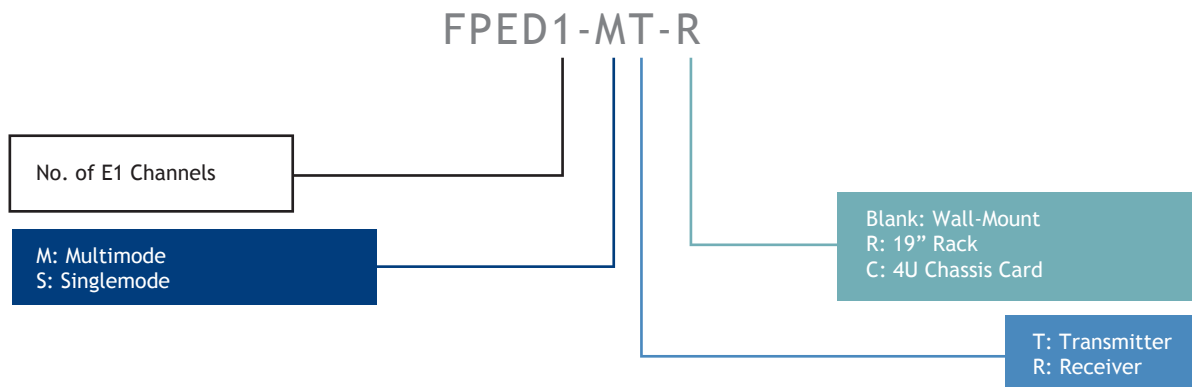 FPED1-MT-R
No. of E1 Channels
M: Multimode
S: Singlemode
Blank: Wall-Mount
R: 19” Rack
C: 4U Chassis Card
T: Transmitter
R: Receiver